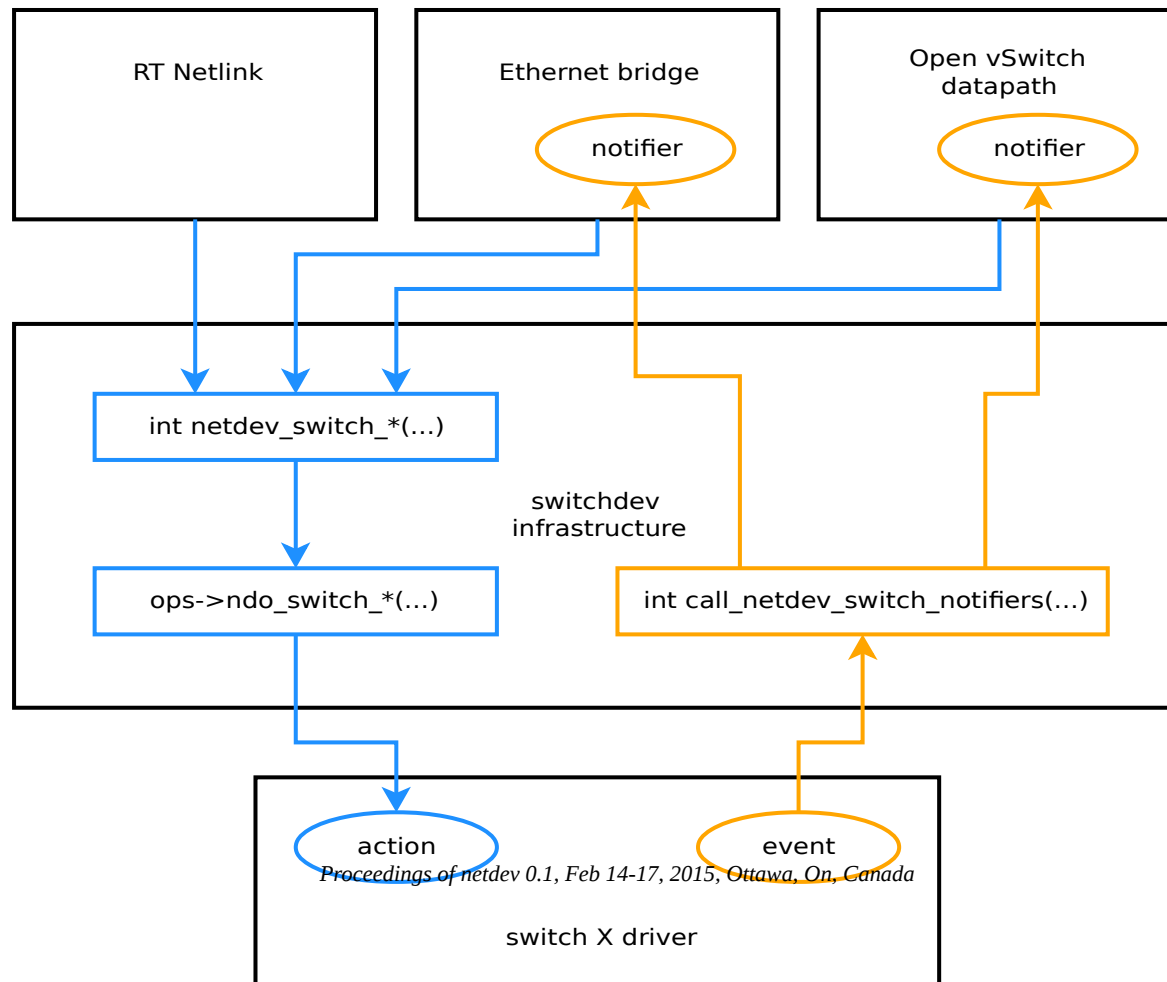 RT Netlink
Ethernet bridge
Open vSwitch
datapath
notifier
notifier
int netdev_switch_*(...)
switchdev
infrastructure
ops->ndo_switch_*(...)
int call_netdev_switch_notifiers(...)
action
event
Proceedings of netdev 0.1, Feb 14-17, 2015, Ottawa, On, Canada
switch X driver